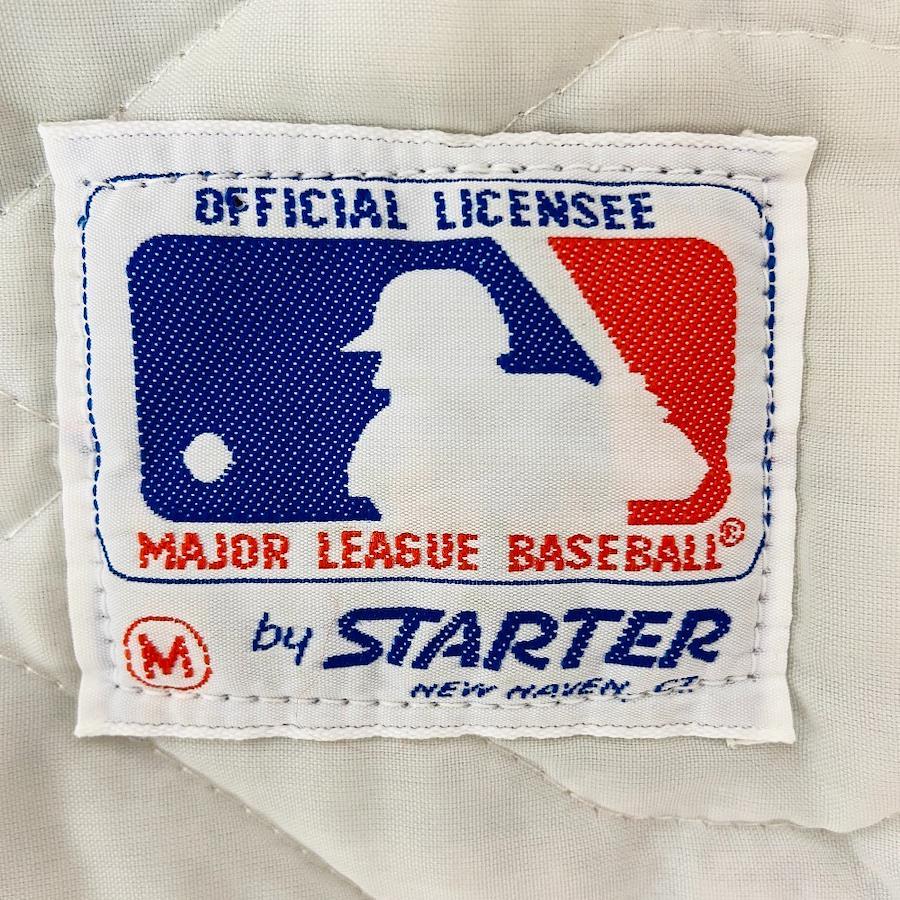 OFFICIAL LICENSEE
MAJOR LEAGUE BASEBALL®
M
by STARTER
NEW HAVEN, CT.